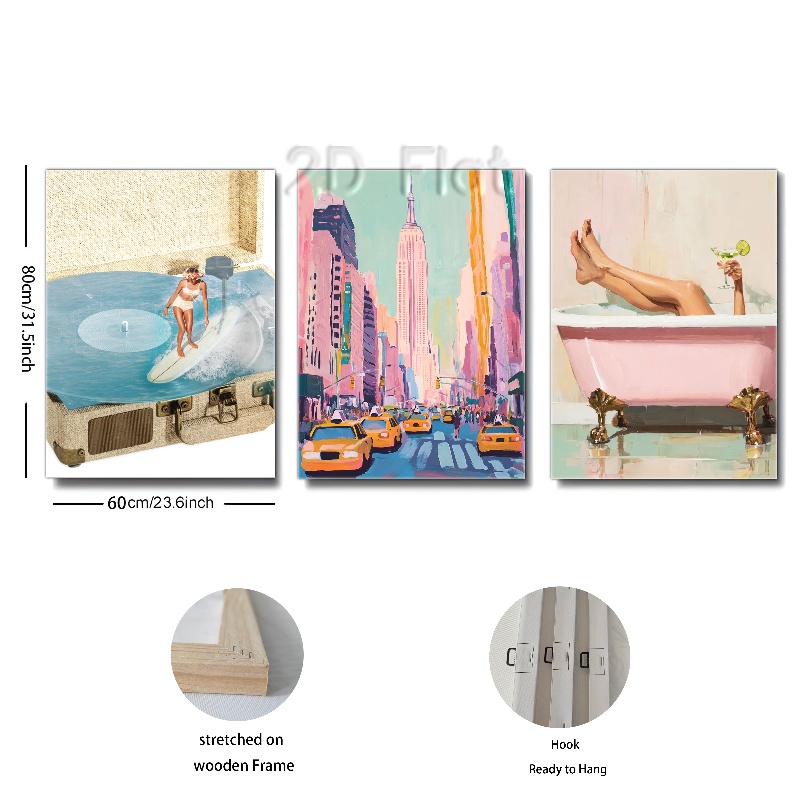 2D Flat
80cm/31.5inch
60cm/23.6inch
stretched on
wooden Frame
Hook
Ready to Hang